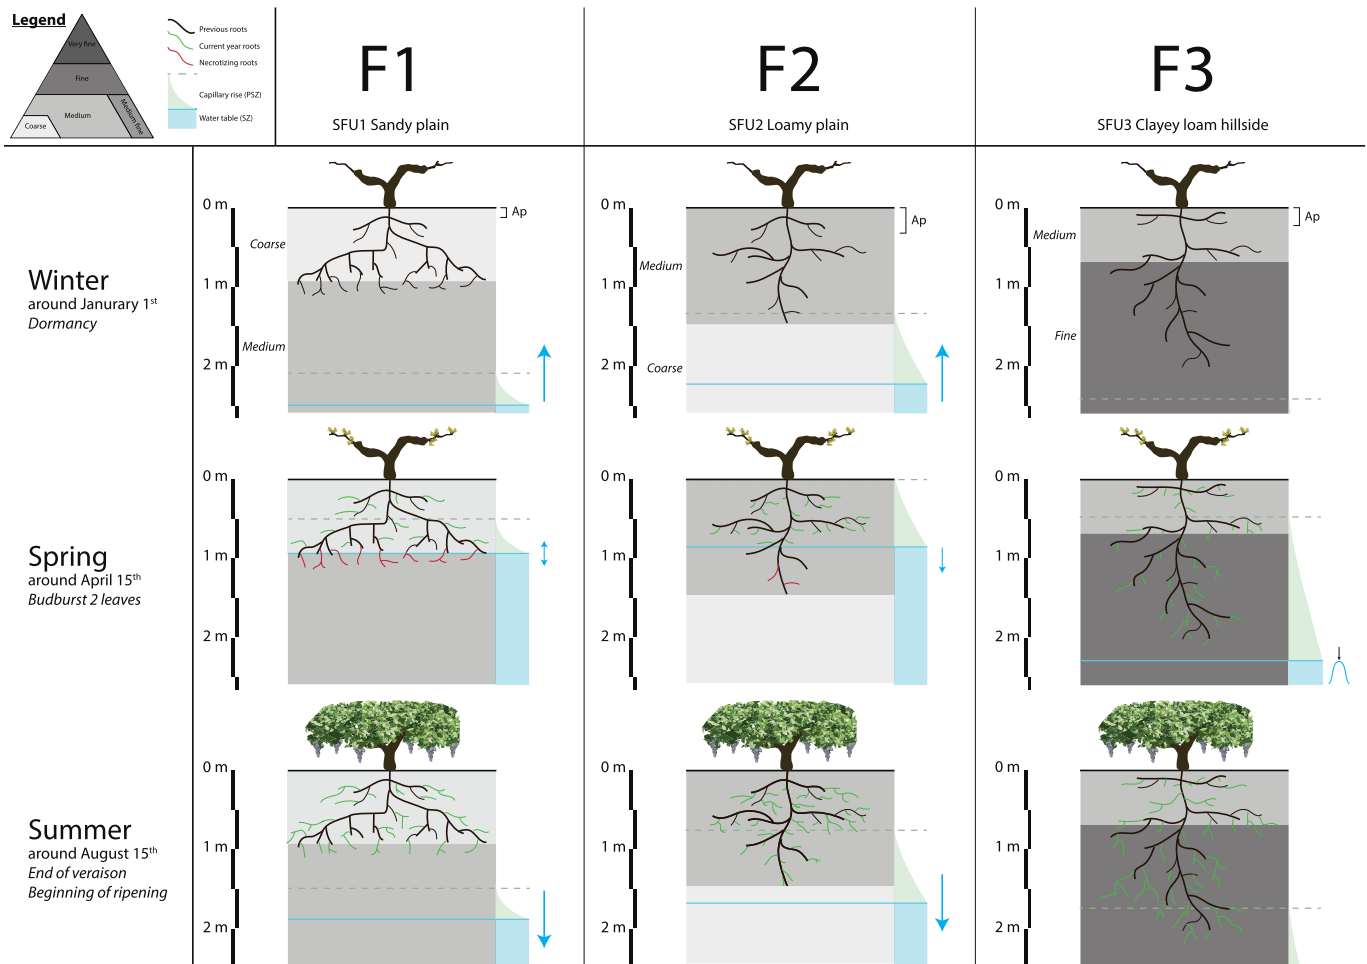 Legend
Very fine
Fine
Medium
Medium fine
Coarse
Previous roots
Current year roots
Necrotizing roots
Capillary rise (PSZ)
Water table (SZ)
F1
SFU1 Sandy plain
F2
SFU2 Loamy plain
F3
SFU3 Clayey loam hillside
Winter
around Janurary 1st
Dormancy
0 m
1 m
2 m
Coarse
Medium
Ap
0 m
1 m
2 m
Medium
Coarse
Ap
0 m
1 m
2 m
Medium
Fine
Ap
Spring
around April 15th
Budburst 2 leaves
0 m
1 m
2 m
0 m
1 m
2 m
0 m
1 m
2 m
Summer
around August 15th
End of veraison
Beginning of ripening
0 m
1 m
2 m
0 m
1 m
2 m
0 m
1 m
2 m